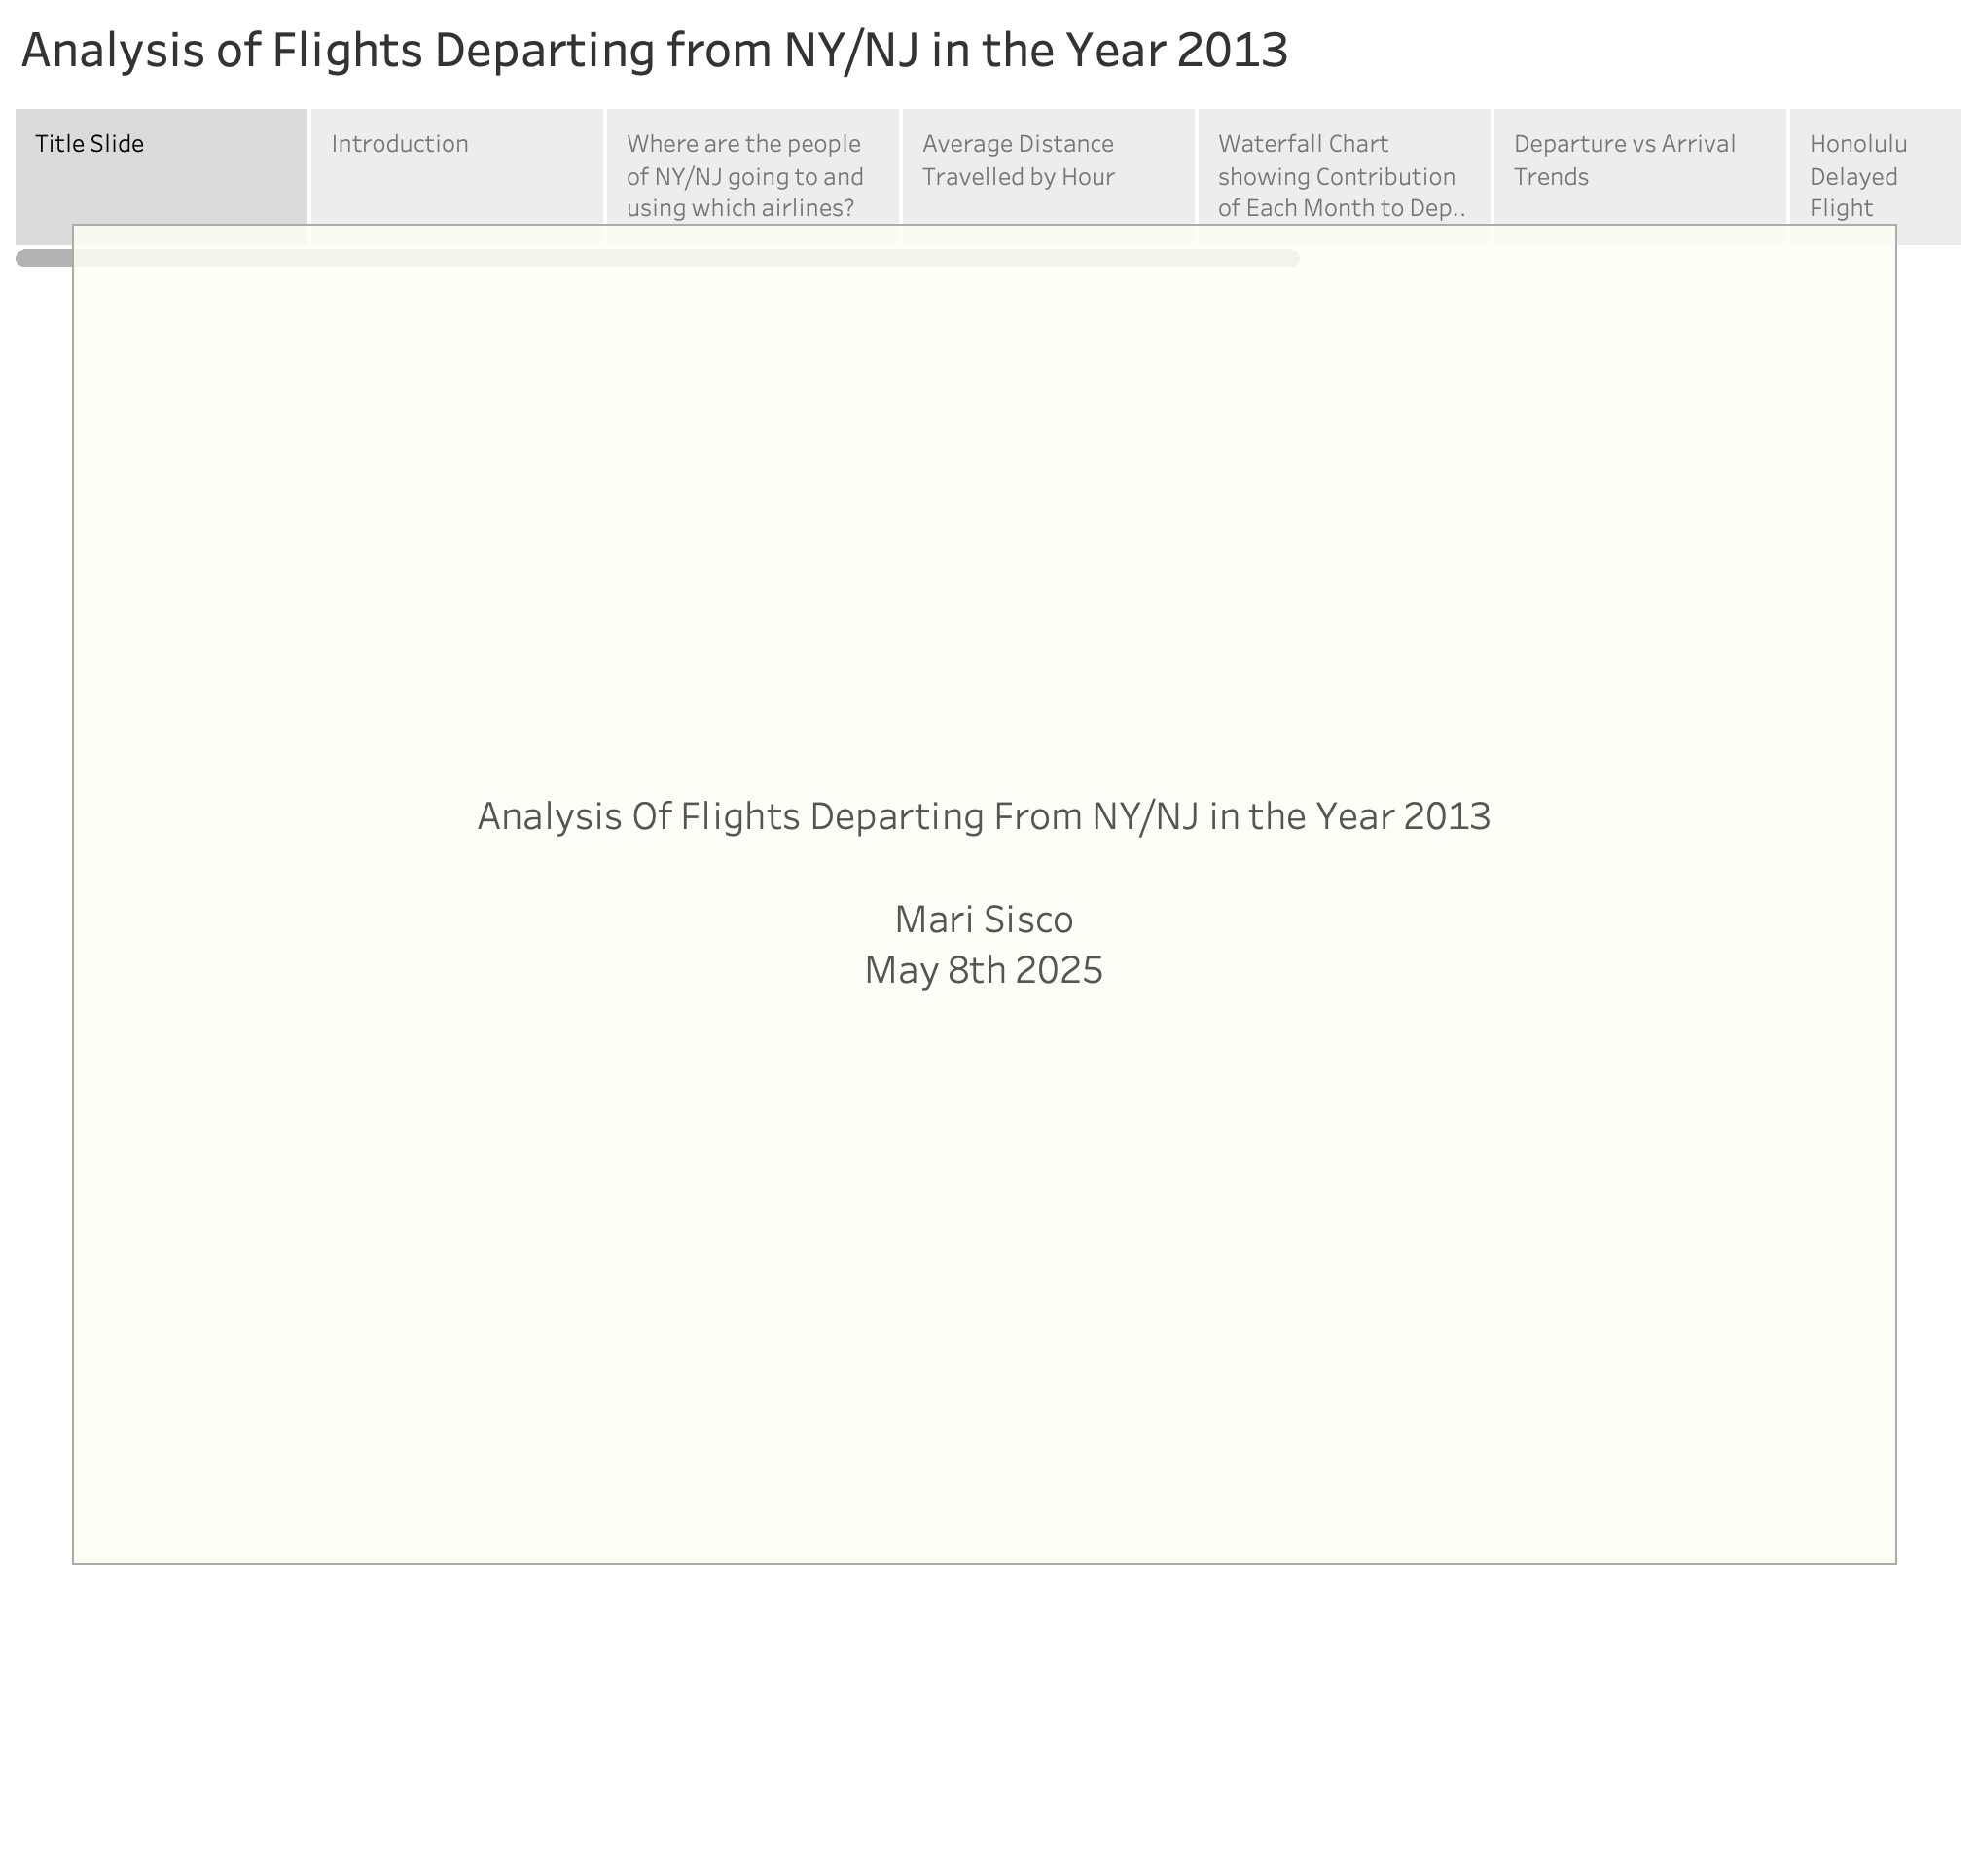 Analysis of Flights Departing from NY/NJ in the Year 2013
Title Slide
Introduction
Where are the people
of NY/NJ going to and
using which airlines?
Average Distance
Travelled by Hour
Waterfall Chart
showing Contribution
of Each Month to Dep..
Departure vs Arrival
Trends
Honolulu
Delayed
Flight
Analysis Of Flights Departing From NY/NJ in the Year 2013
Mari Sisco
May 8th 2025